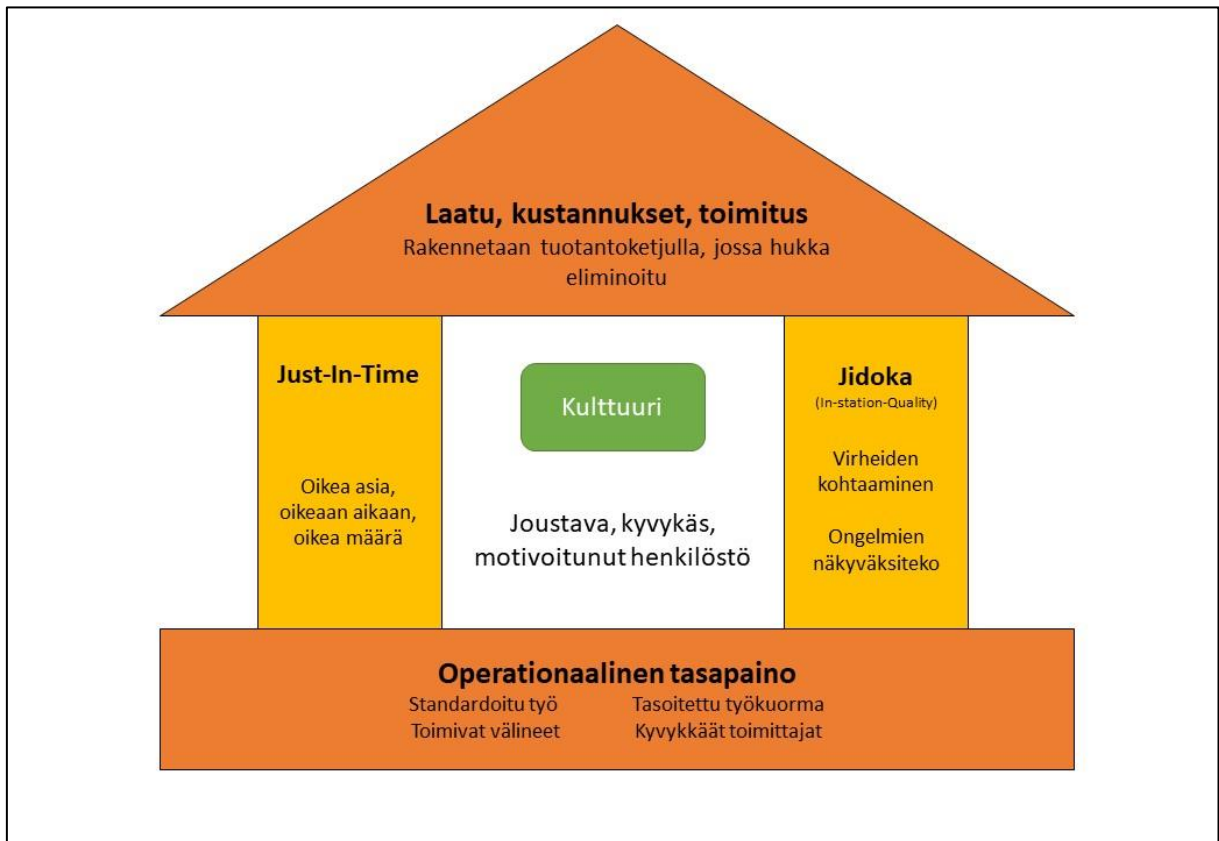 Laatu, kustannukset, toimitus
Rakennetaan tuotantoketjulla, jossa hukka
eliminoitu
Just-In-Time
Oikea asia,
oikeaan aikaan,
oikea määrä
Kulttuuri
Joustava, kyvykäs,
motivoitunut henkilöstö
Jidoka
(In-station-Quality)
Virheiden
kohtaaminen
Ongelmien
näkyväksiteko
Operationaalinen tasapaino
Standardoitu työ
Tasoitettu työkuorma
Toimivat välineet
Kyvykkäät toimittajat